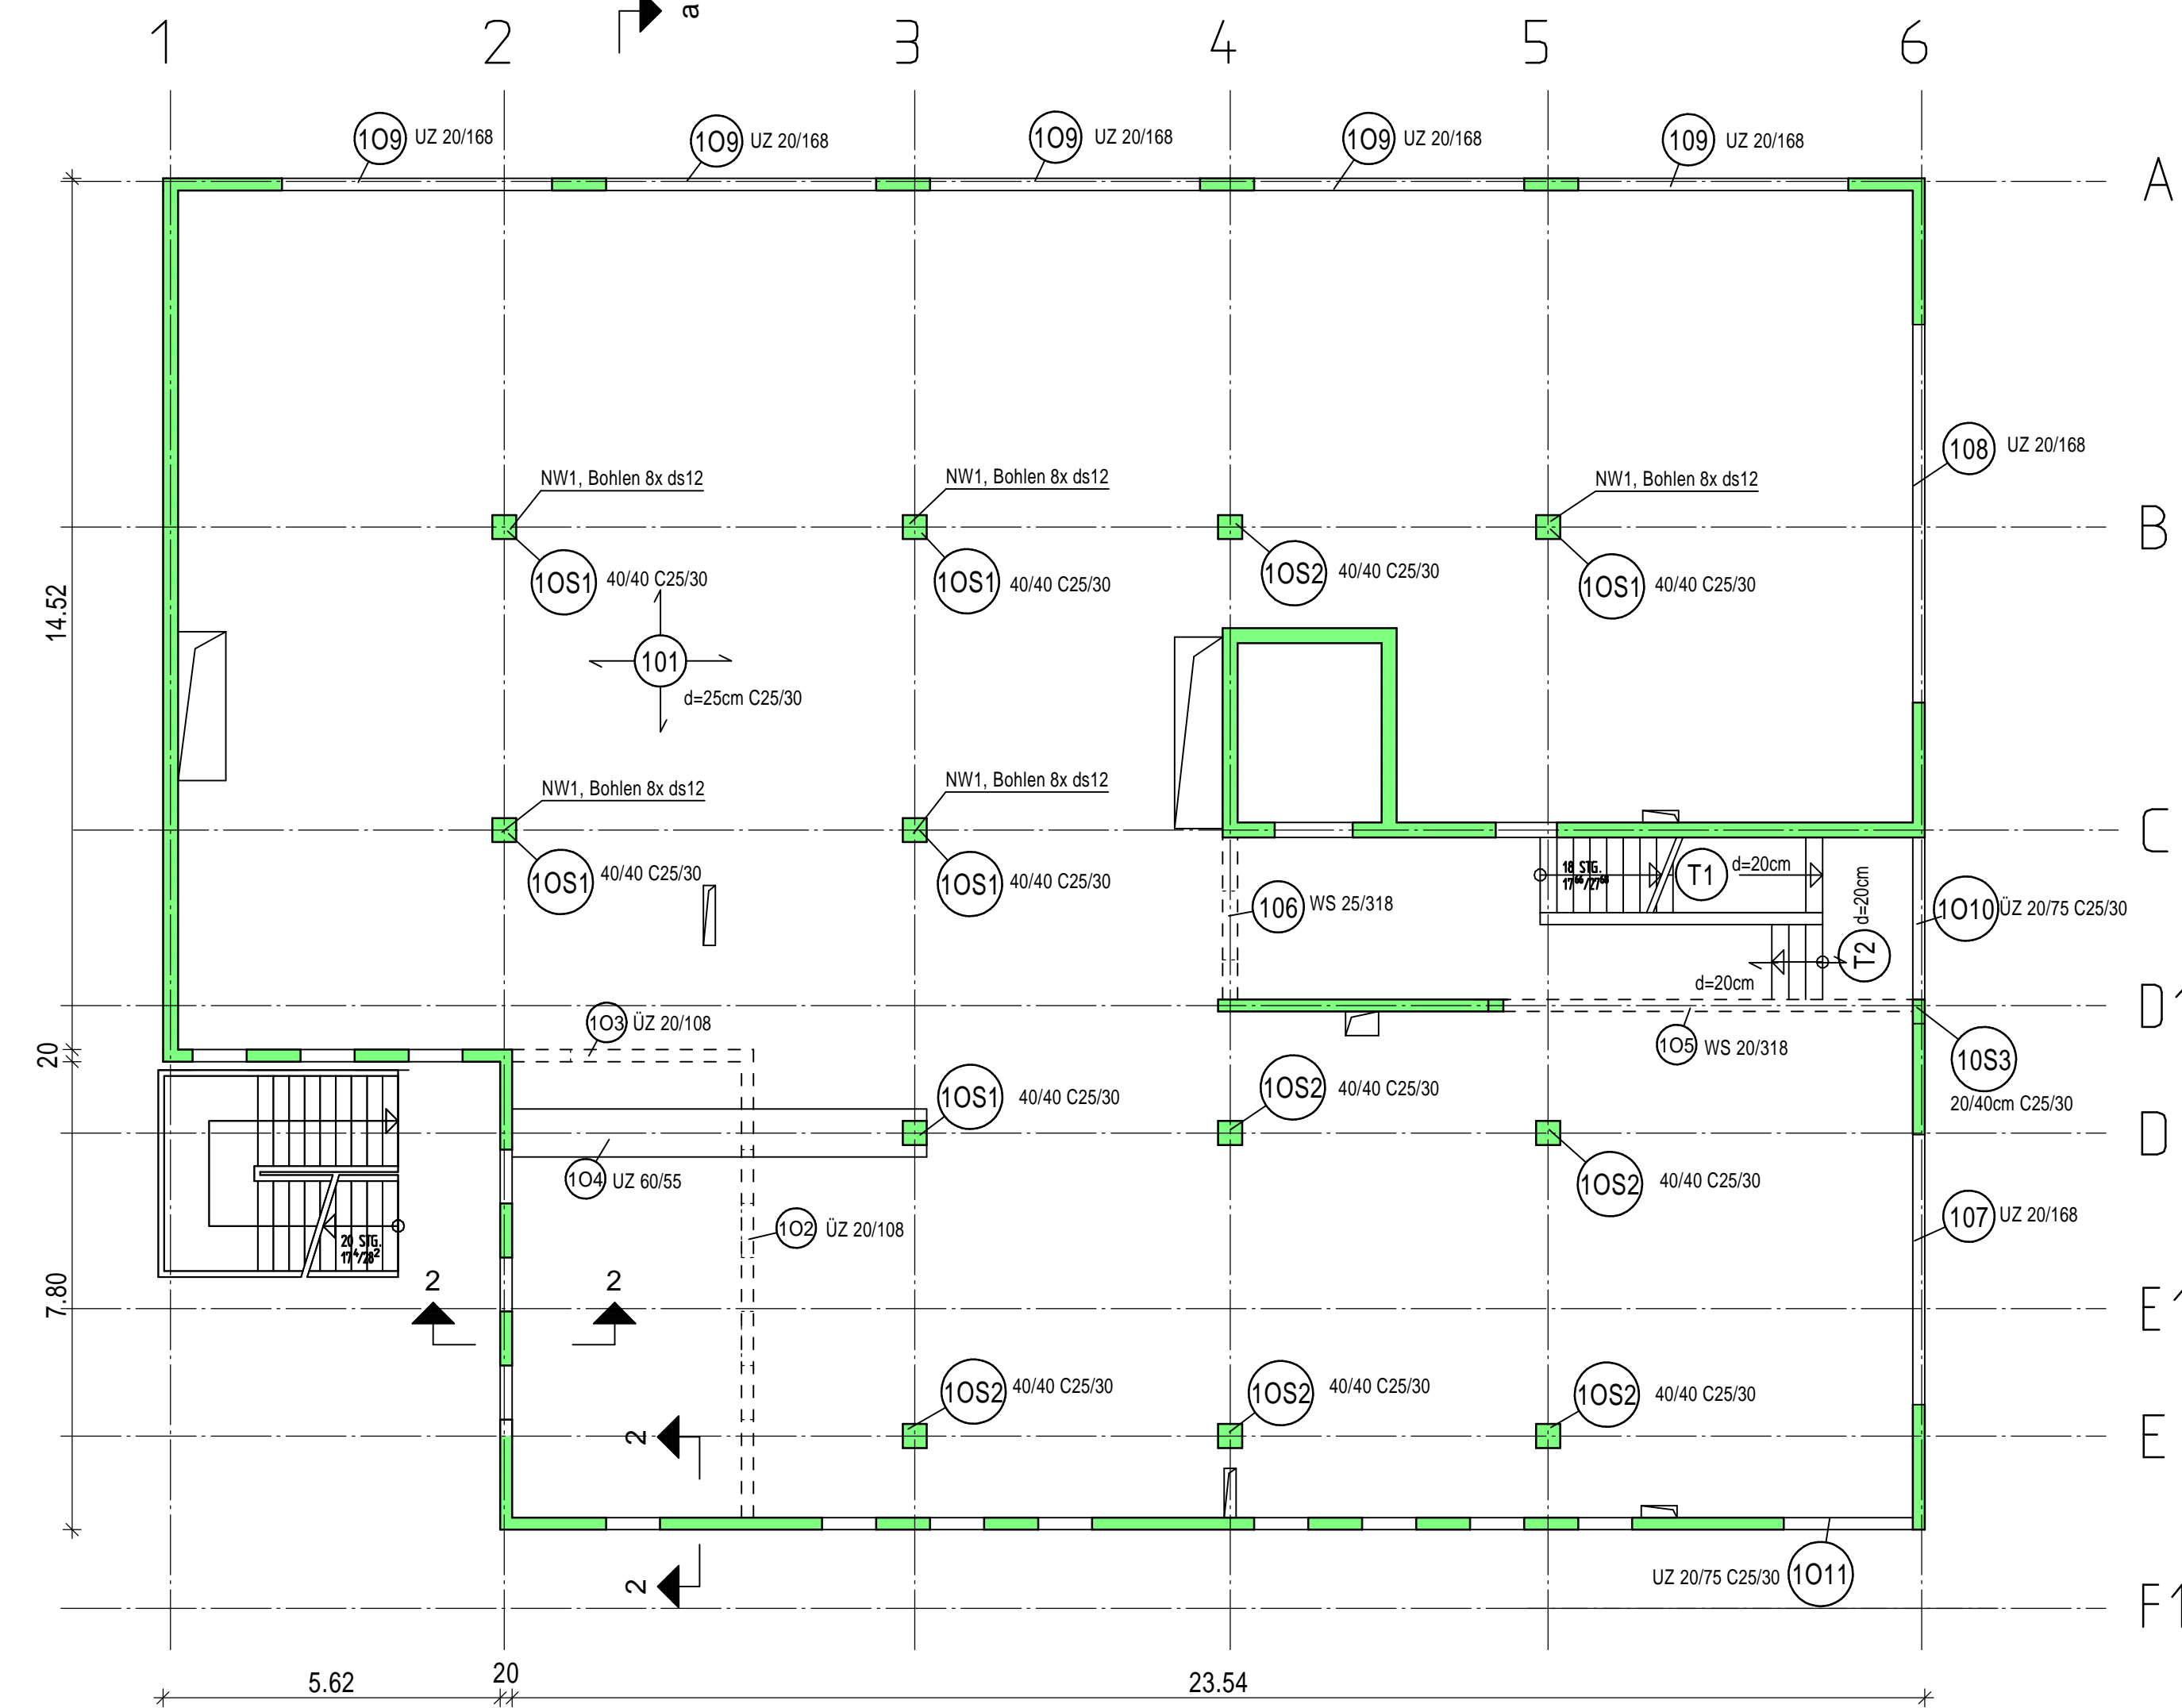 1 2 3 4 5 6
a
1O9 UZ 20/168 1O9 UZ 20/168 1O9 UZ 20/168 1O9 UZ 20/168 109 UZ 20/168
A
108 UZ 20/168
NW1, Bohlen 8x ds12 NW1, Bohlen 8x ds12 NW1, Bohlen 8x ds12
B
1OS1 40/40 C25/30 1OS1 40/40 C25/30 1OS2 40/40 C25/30 1OS1 40/40 C25/30
14.52
101
d=25cm C25/30
NW1, Bohlen 8x ds12 NW1, Bohlen 8x ds12
C
1OS1 40/40 C25/30 1OS1 40/40 C25/30
18 STG.
17⁶⁶/27⁶⁸
T1 d=20cm
106 WS 25/318
d=20cm
T2
1O10 ÜZ 20/75 C25/30
d=20cm
D1
1O3 ÜZ 20/108
20
1O5 WS 20/318
10S3
20/40cm C25/30
1OS1 40/40 C25/30 1OS2 40/40 C25/30
D
1O4 UZ 60/55
1OS2 40/40 C25/30
107 UZ 20/168
1O2 ÜZ 20/108
20 STG.
17⁴/28²
7.80
2 2
E1
1OS2 40/40 C25/30 1OS2 40/40 C25/30 1OS2 40/40 C25/30
2
E
2
UZ 20/75 C25/30 1O11
F1
5.62 20 23.54